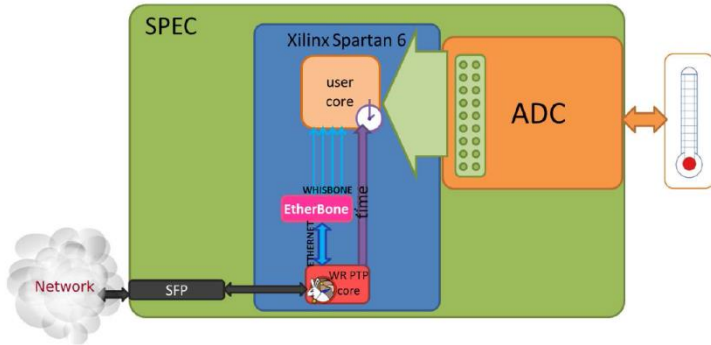 SPEC
Xilinx Spartan 6
user
core
ADC
WHISBONE
EtherBone
time
ETHERNET
WR PTP
core
Network
SFP